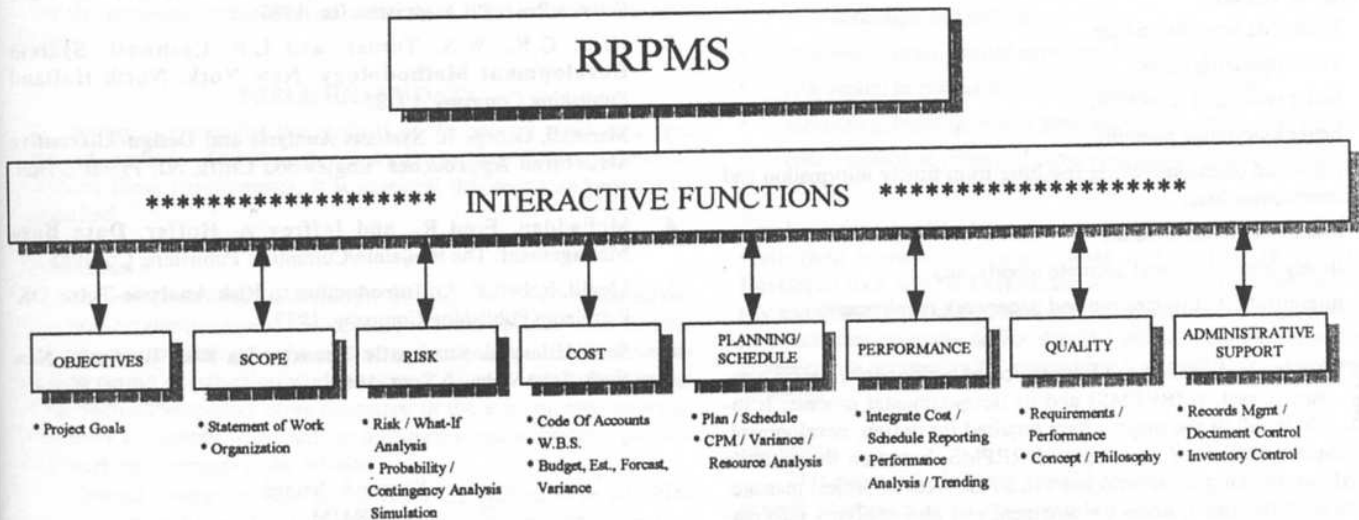 RRPMS
****************** INTERACTIVE FUNCTIONS *******************
OBJECTIVES
* Project Goals
SCOPE
* Statement of Work
* Organization
RISK
* Risk / What-If
Analysis
* Probability /
Contingency Analysis
Simulation
COST
* Code Of Accounts
* W.B.S.
* Budget, Est., Forcast,
Variance
PLANNING/
SCHEDULE
* Plan / Schedule
* CPM / Variance /
Resource Analysis
PERFORMANCE
* Integrate Cost /
Schedule Reporting
* Performance
Analysis / Trending
QUALITY
* Requirements /
Performance
* Concept / Philosophy
ADMINISTRATIVE
SUPPORT
* Records Mgmt /
Document Control
* Inventory Control